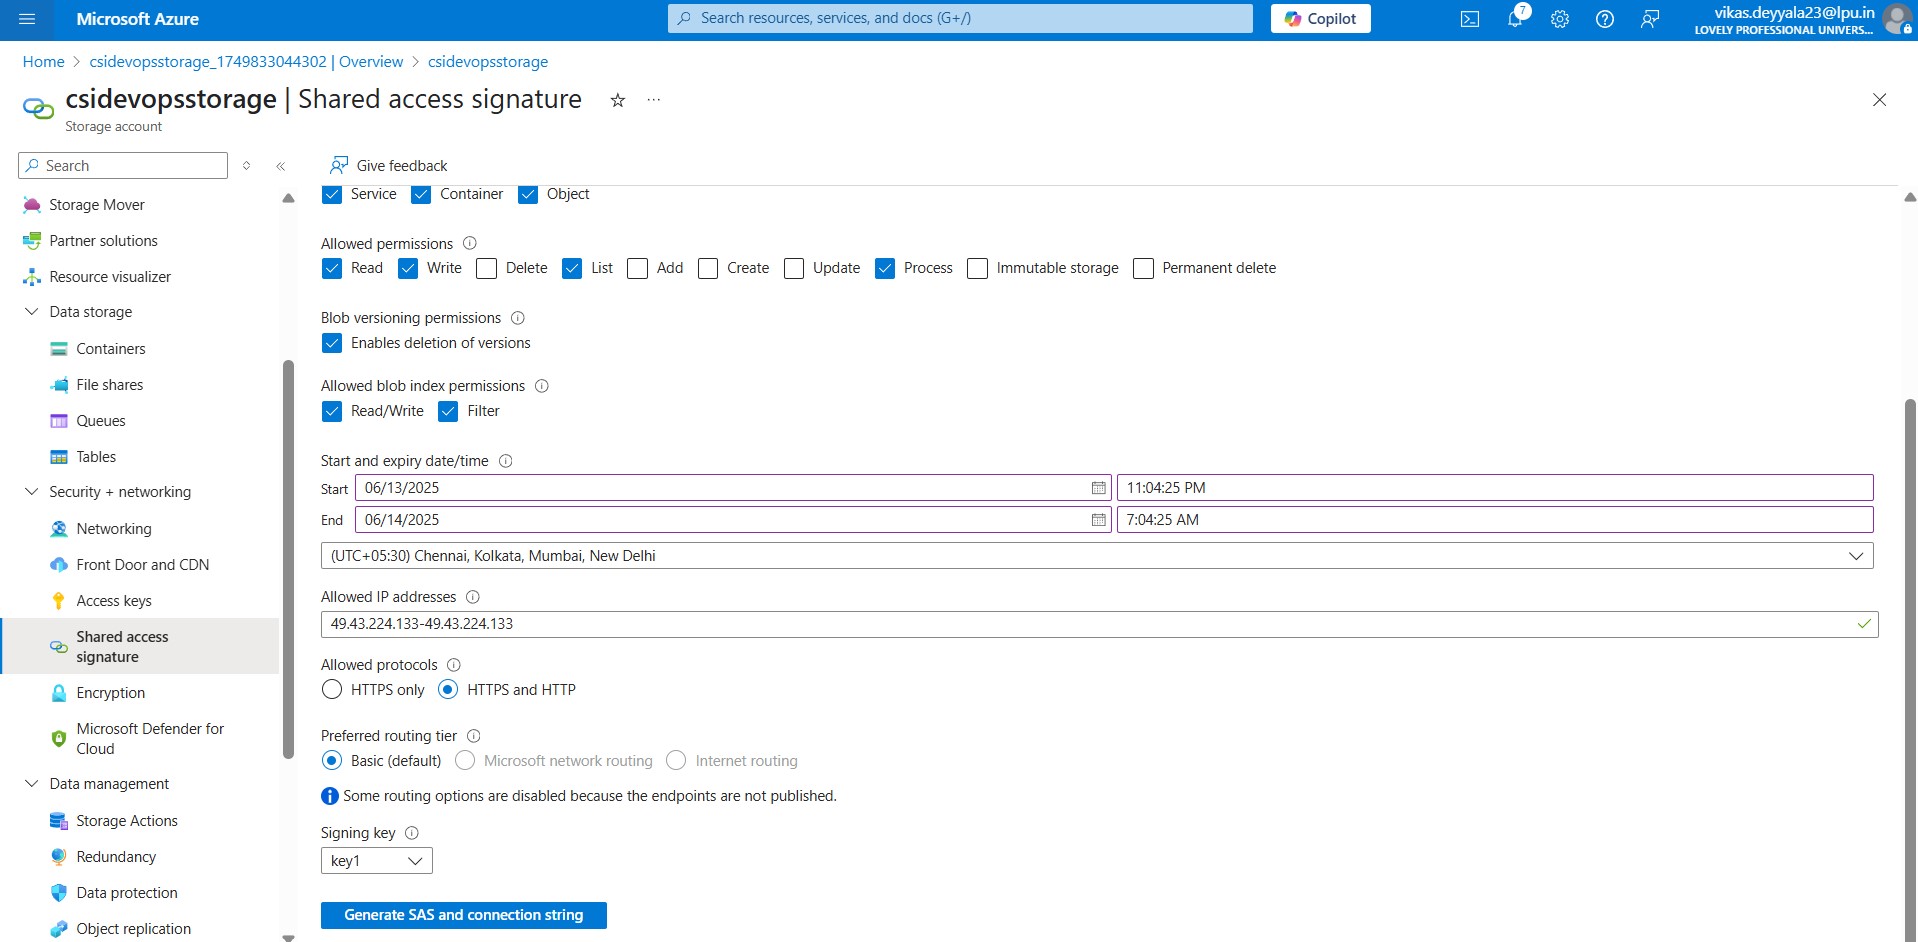 Microsoft Azure
Search resources, services, and docs (G+/)
Copilot
7
vikas.deyyala23@lpu.in
LOVELY PROFESSIONAL UNIVERS...
Home > csidevopsstorage_1749833044302 | Overview > csidevopsstorage
csidevopsstorage | Shared access signature
Storage account
Search
Give feedback
Storage Mover
Partner solutions
Resource visualizer
Data storage
Containers
File shares
Queues
Tables
Security + networking
Networking
Front Door and CDN
Access keys
Shared access
signature
Encryption
Microsoft Defender for
Cloud
Data management
Storage Actions
Redundancy
Data protection
Object replication
Service Container Object
Allowed permissions
Read Write Delete List Add Create Update Process Immutable storage Permanent delete
Blob versioning permissions
Enables deletion of versions
Allowed blob index permissions
Read/Write Filter
Start and expiry date/time
Start 06/13/2025 11:04:25 PM
End 06/14/2025 7:04:25 AM
(UTC+05:30) Chennai, Kolkata, Mumbai, New Delhi
Allowed IP addresses
49.43.224.133-49.43.224.133
Allowed protocols
HTTPS only HTTPS and HTTP
Preferred routing tier
Basic (default) Microsoft network routing Internet routing
Some routing options are disabled because the endpoints are not published.
Signing key
key1
Generate SAS and connection string